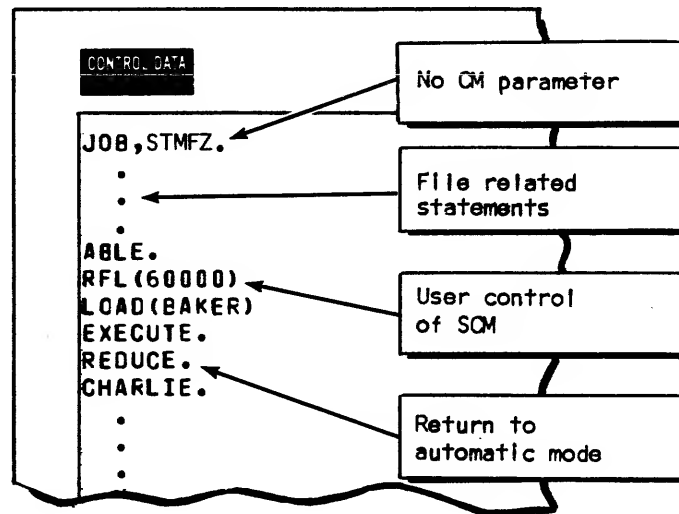 CONTROL DATA
No CM parameter
JOB,STMFZ.
File related
statements
ABLE.
RFL(60000)
LOAD(BAKER)
User control
of SCM
EXECUTE.
REDUCE.
CHARLIE.
Return to
automatic mode